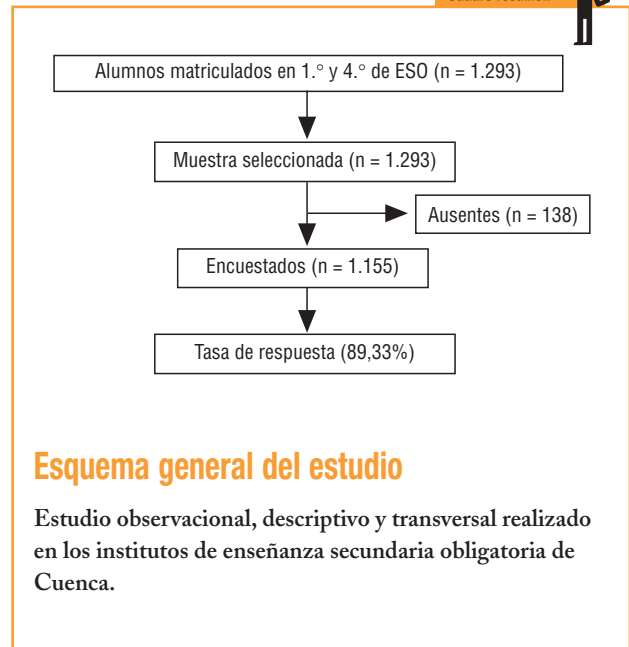 Alumnos matriculados en 1.° y 4.° de ESO (n = 1.293)
Muestra seleccionada (n = 1.293)
Ausentes (n = 138)
Encuestados (n = 1.155)
Tasa de respuesta (89,33%)
Esquema general del estudio
Estudio observacional, descriptivo y transversal realizado
en los institutos de enseñanza secundaria obligatoria de
Cuenca.